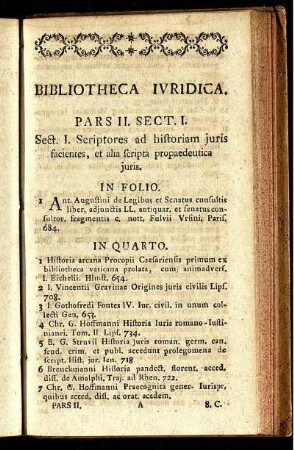 BIBLIOTHECA IVRIDICA.
PARS II. SECT. I.
Sect. I. Scriptores ad historiam juris
facientes, et alia scripta propaedeutica
juris.
IN FOLIO.
1 Ant. Augustini de Legibus et Senatus consultis
liber, adjonctis LL. antiquar. et senatus con-
sultor. fragmentis c. nott. Fulvii Vrsini, Paris.
684.
IN QUARTO.
1 Historia arcana Procopii Caesariensis primum ex
bibliotheca vaticana prolata, cum animadvers.
I. Eichelii. Hlmst. 654.
2 I. Vincentii Gravinae Origines juris civilis Lips.
708.
3 I. Gothofredi Fontes IV. Iur. civil. in unum col-
lecti Gen. 653.
4 Chr. G. Hoffmanni Historia Iuris romano-Iusti-
nianei. Tom. II Lips. 734.
5 B. G. Struvii Historia juris roman. germ. can.
feud. crim. et publ. accedunt prolegomena de
script. Hist. jur. Ien. 718
6 Breuckmanni Historia pandect. florent. acced.
diss. de Amalphi, Traj. ad Rhen. 722.
7 Chr. G. Hoffmanni Praecognita gener. Iurispr.
quibus acced. diss. ac orat. academ.
PARS II. A 8. C.